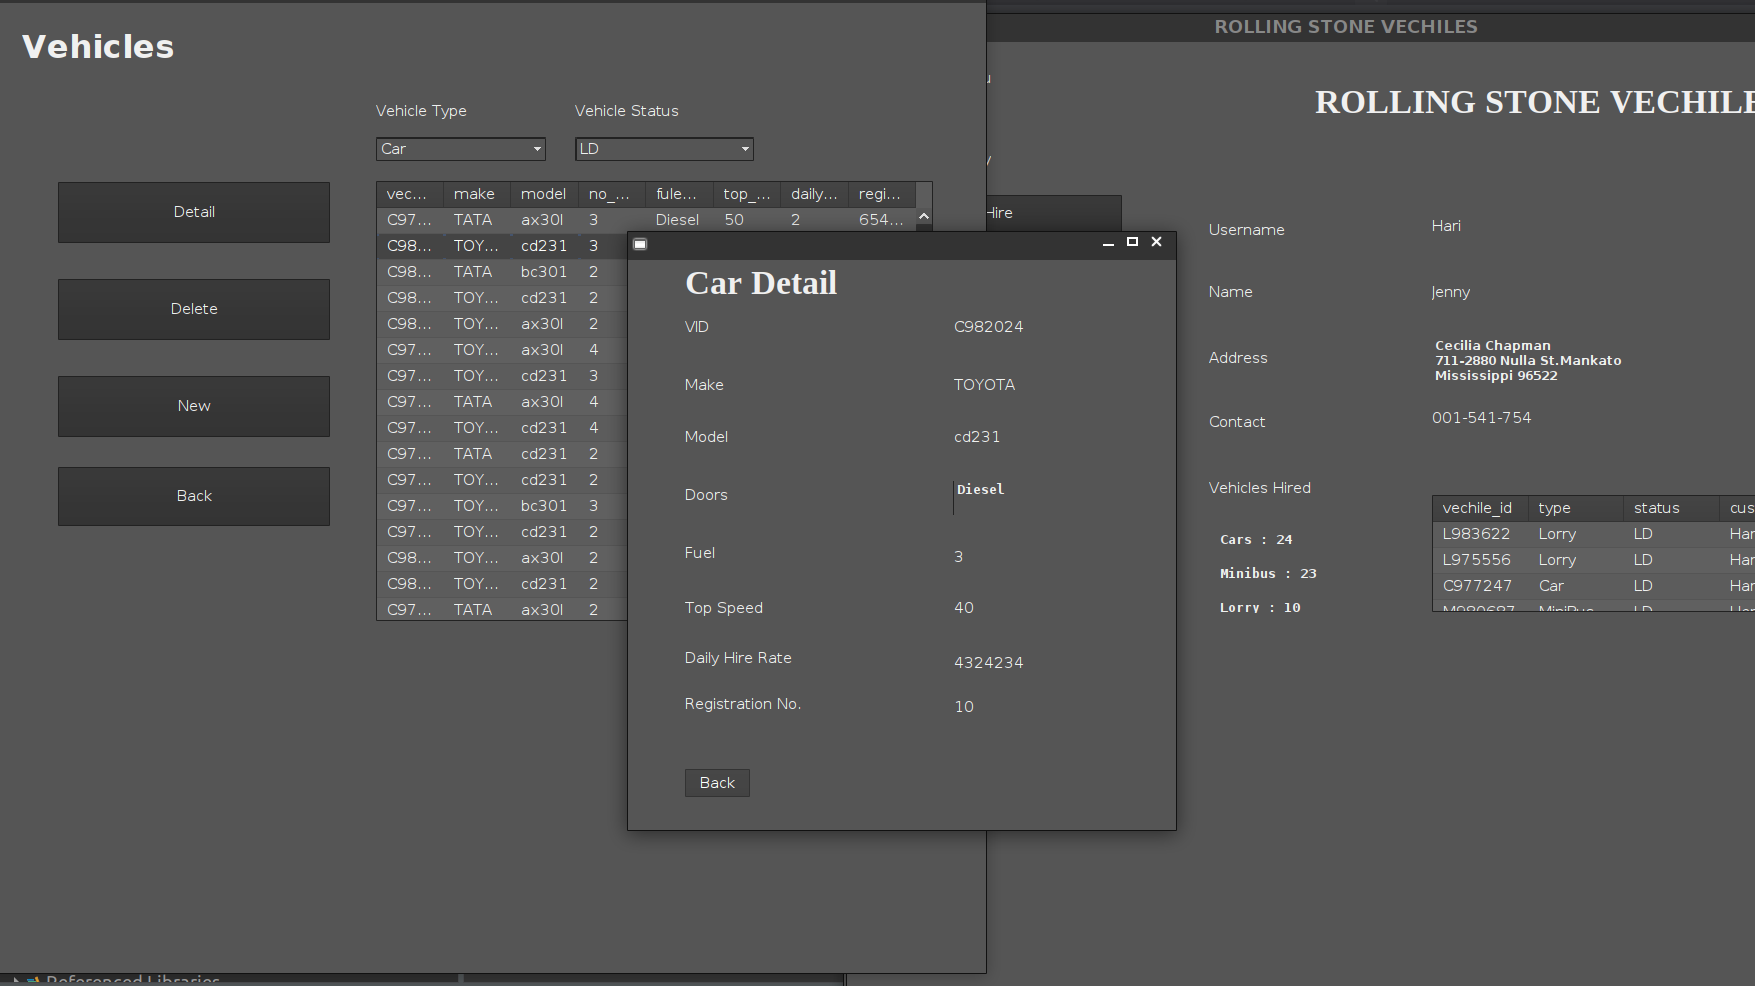 Vehicles
Vehicle Type
Vehicle Status
Car
LD
Detail
Delete
New
Back
vec... make model no_... fule... top_... daily... regi...
C97... TATA ax30l 3 Diesel 50 2 654...
C98... TOY... cd231 3
C98... TATA bc301 2
C98... TOY... cd231 2
C98... TOY... ax30l 2
C97... TOY... ax30l 4
C97... TOY... cd231 3
C97... TATA ax30l 4
C97... TOY... cd231 4
C97... TATA cd231 2
C97... TOY... cd231 2
C97... TOY... bc301 3
C97... TOY... cd231 2
C98... TOY... ax30l 2
C98... TOY... cd231 2
C97... TATA ax30l 2
Car Detail
VID C982024
Make TOYOTA
Model cd231
Doors Diesel
Fuel 3
Top Speed 40
Daily Hire Rate 4324234
Registration No. 10
Back
ROLLING STONE VECHILES
ROLLING STONE VECHILE
Hire
Username Hari
Name Jenny
Address
Cecilia Chapman
711-2880 Nulla St.Mankato
Mississippi 96522
Contact 001-541-754
Vehicles Hired
Cars : 24
Minibus : 23
Lorry : 10
vechile_id type status cus
L983622 Lorry LD Har
L975556 Lorry LD Har
C977247 Car LD Har
M980687 MiniBus LD Har
Referenced Libraries